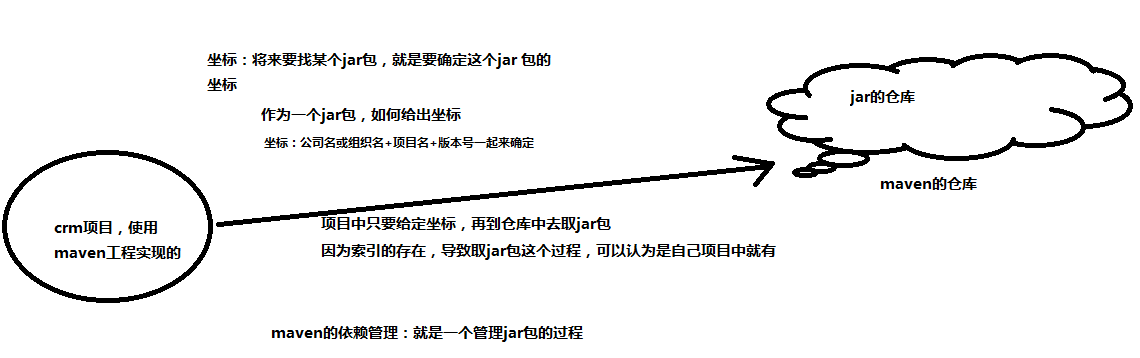 坐标：将来要找某个jar包，就是要确定这个jar 包的
坐标
作为一个jar包，如何给出坐标
坐标：公司名或组织名+项目名+版本号一起来确定
jar的仓库
maven的仓库
crm项目，使用
maven工程实现的
项目中只要给定坐标，再到仓库中去取jar包
因为索引的存在，导致取jar包这个过程，可以认为是自己项目中就有
maven的依赖管理：就是一个管理jar包的过程